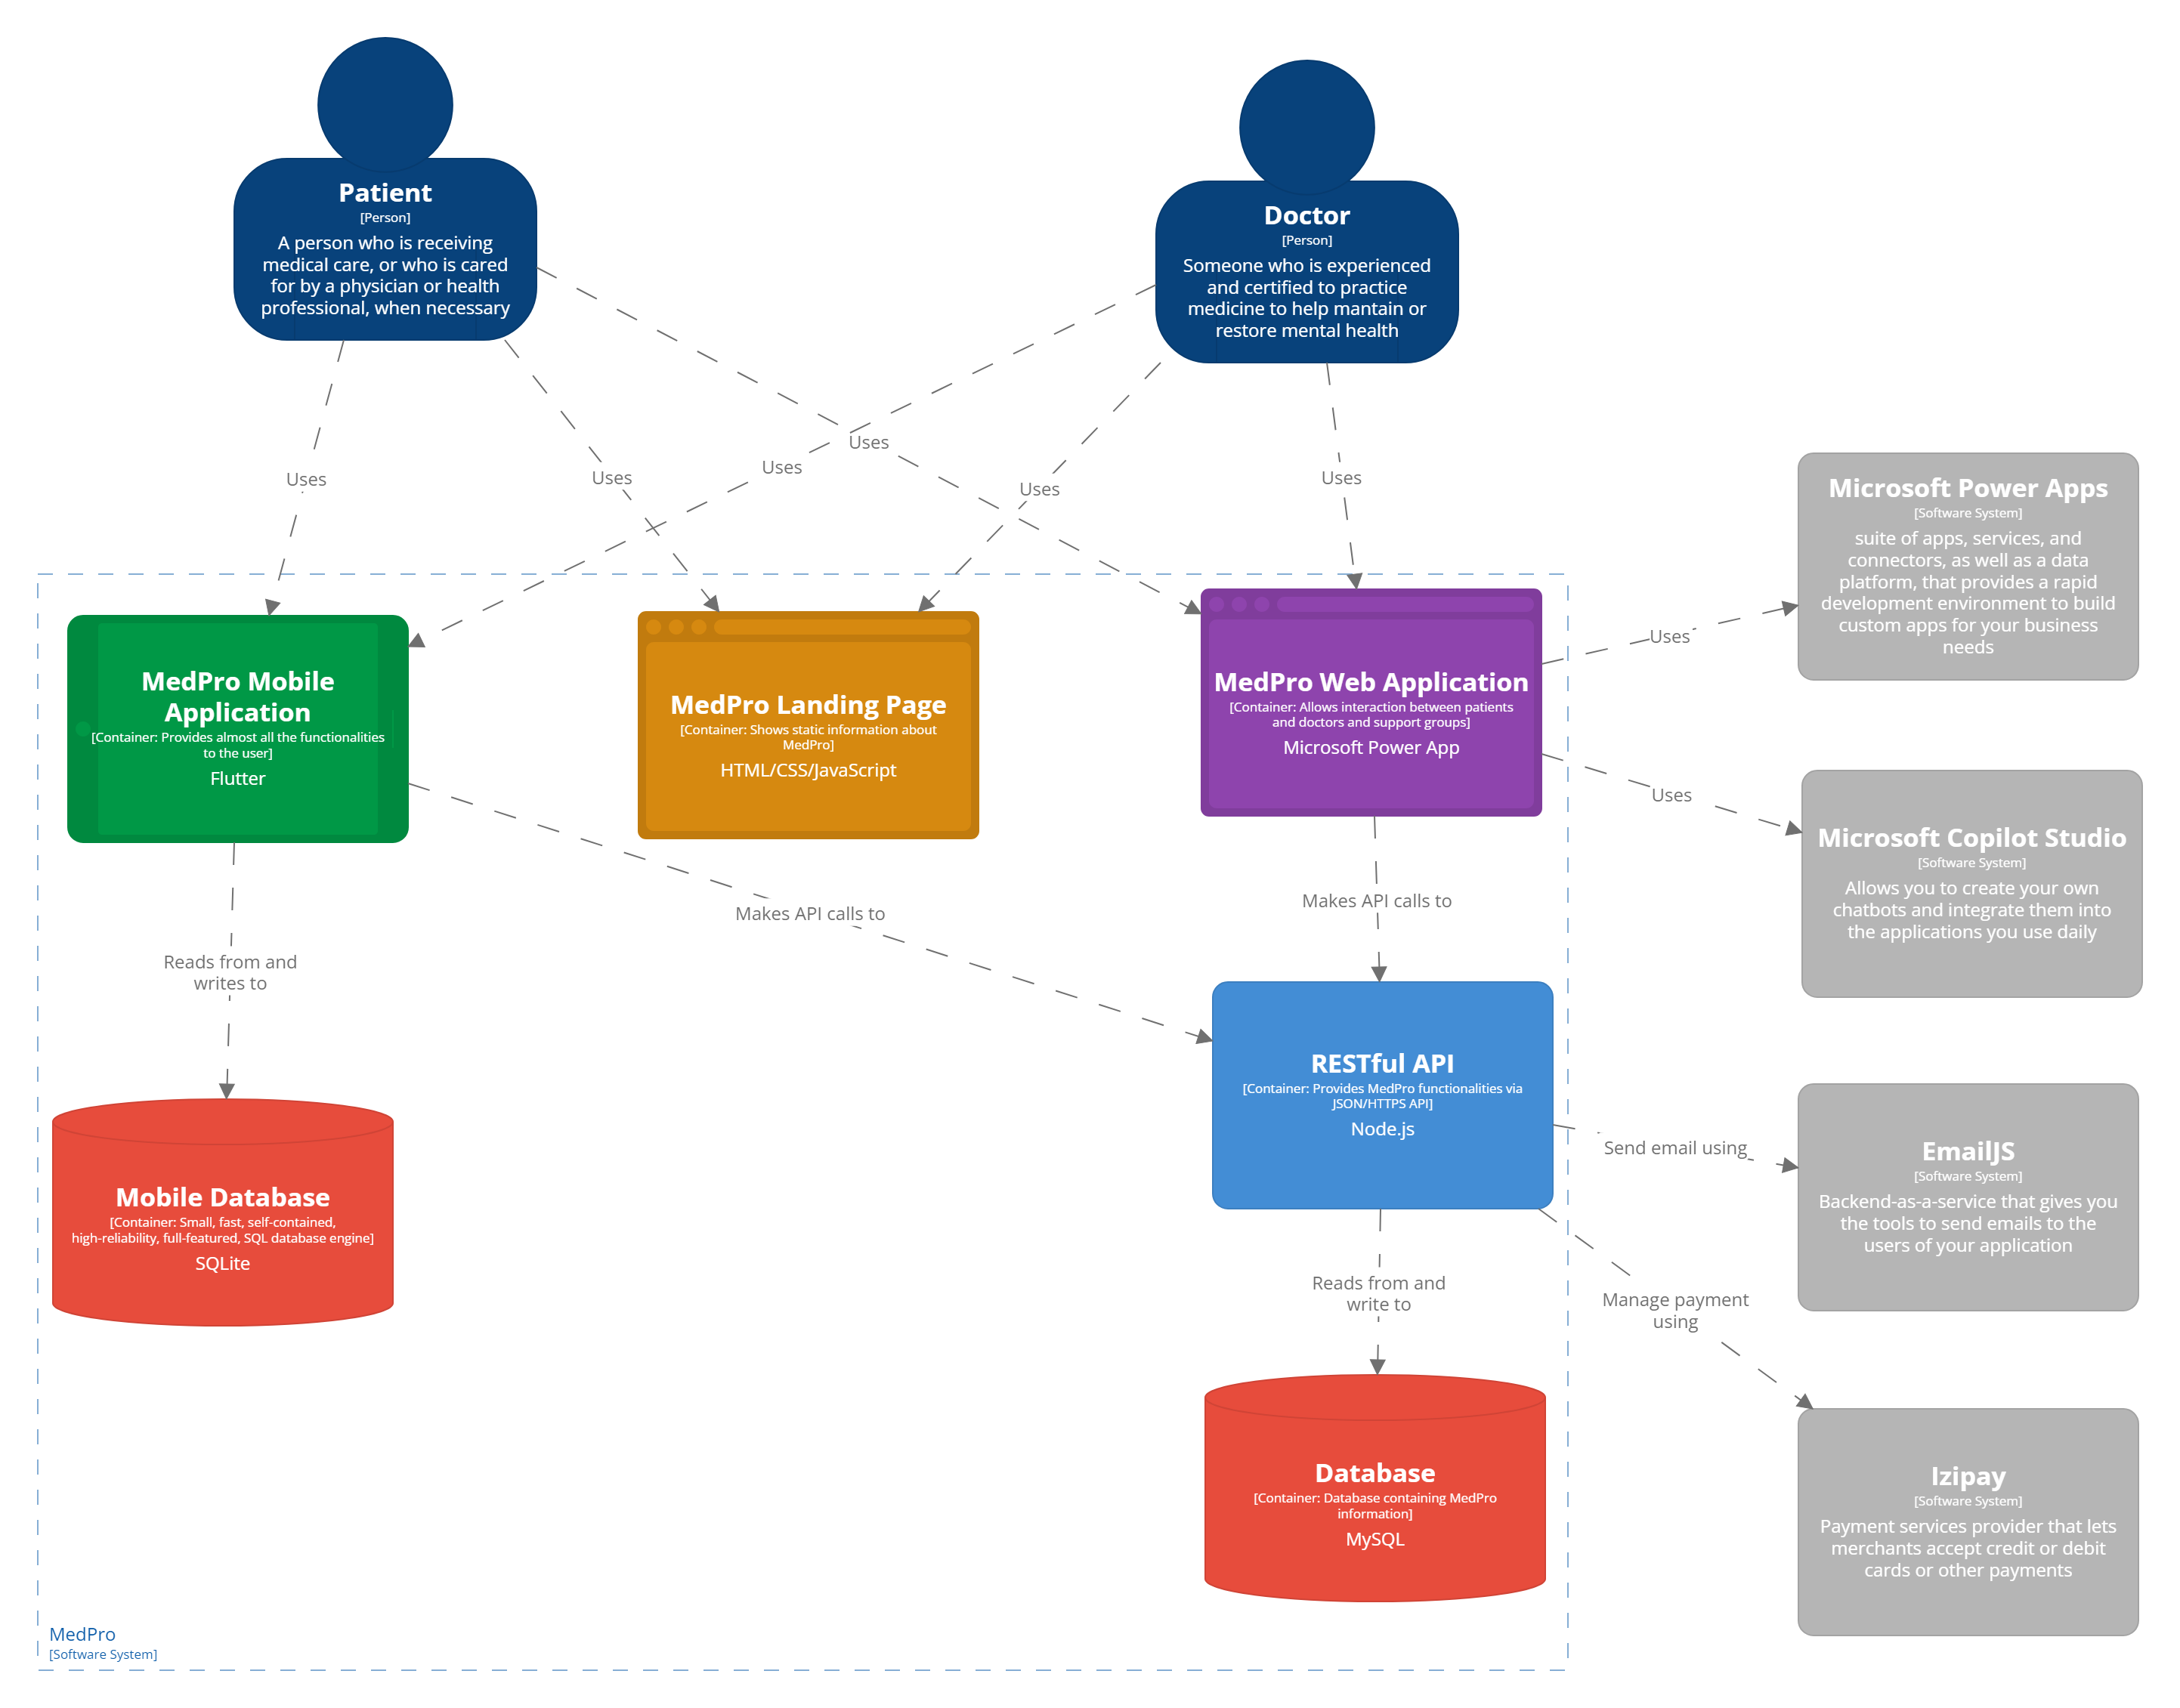 Patient
[Person]
A person who is receiving
medical care, or who is cared
for by a physician or health
professional, when necessary
Doctor
[Person]
Someone who is experienced
and certified to practice
medicine to help mantain or
restore mental health
Uses
Uses
Uses
Uses
Uses
Uses
Microsoft Power Apps
[Software System]
suite of apps, services, and
connectors, as well as a data
platform, that provides a rapid
development environment to build
custom apps for your business
needs
MedPro Mobile
Application
[Container: Provides almost all the functionalities
to the user]
Flutter
MedPro Landing Page
[Container: Shows static information about
MedPro]
HTML/CSS/JavaScript
MedPro Web Application
[Container: Allows interaction between patients
and doctors and support groups]
Microsoft Power App
Uses
Uses
Microsoft Copilot Studio
[Software System]
Allows you to create your own
chatbots and integrate them into
the applications you use daily
Makes API calls to
Makes API calls to
Reads from and
writes to
RESTful API
[Container: Provides MedPro functionalities via
JSON/HTTPS API]
Node.js
Send email using
EmailJS
[Software System]
Backend-as-a-service that gives you
the tools to send emails to the
users of your application
Mobile Database
[Container: Small, fast, self-contained,
high-reliability, full-featured, SQL database engine]
SQLite
Reads from and
write to
Manage payment
using
Database
[Container: Database containing MedPro
information]
MySQL
Izipay
[Software System]
Payment services provider that lets
merchants accept credit or debit
cards or other payments
MedPro
[Software System]